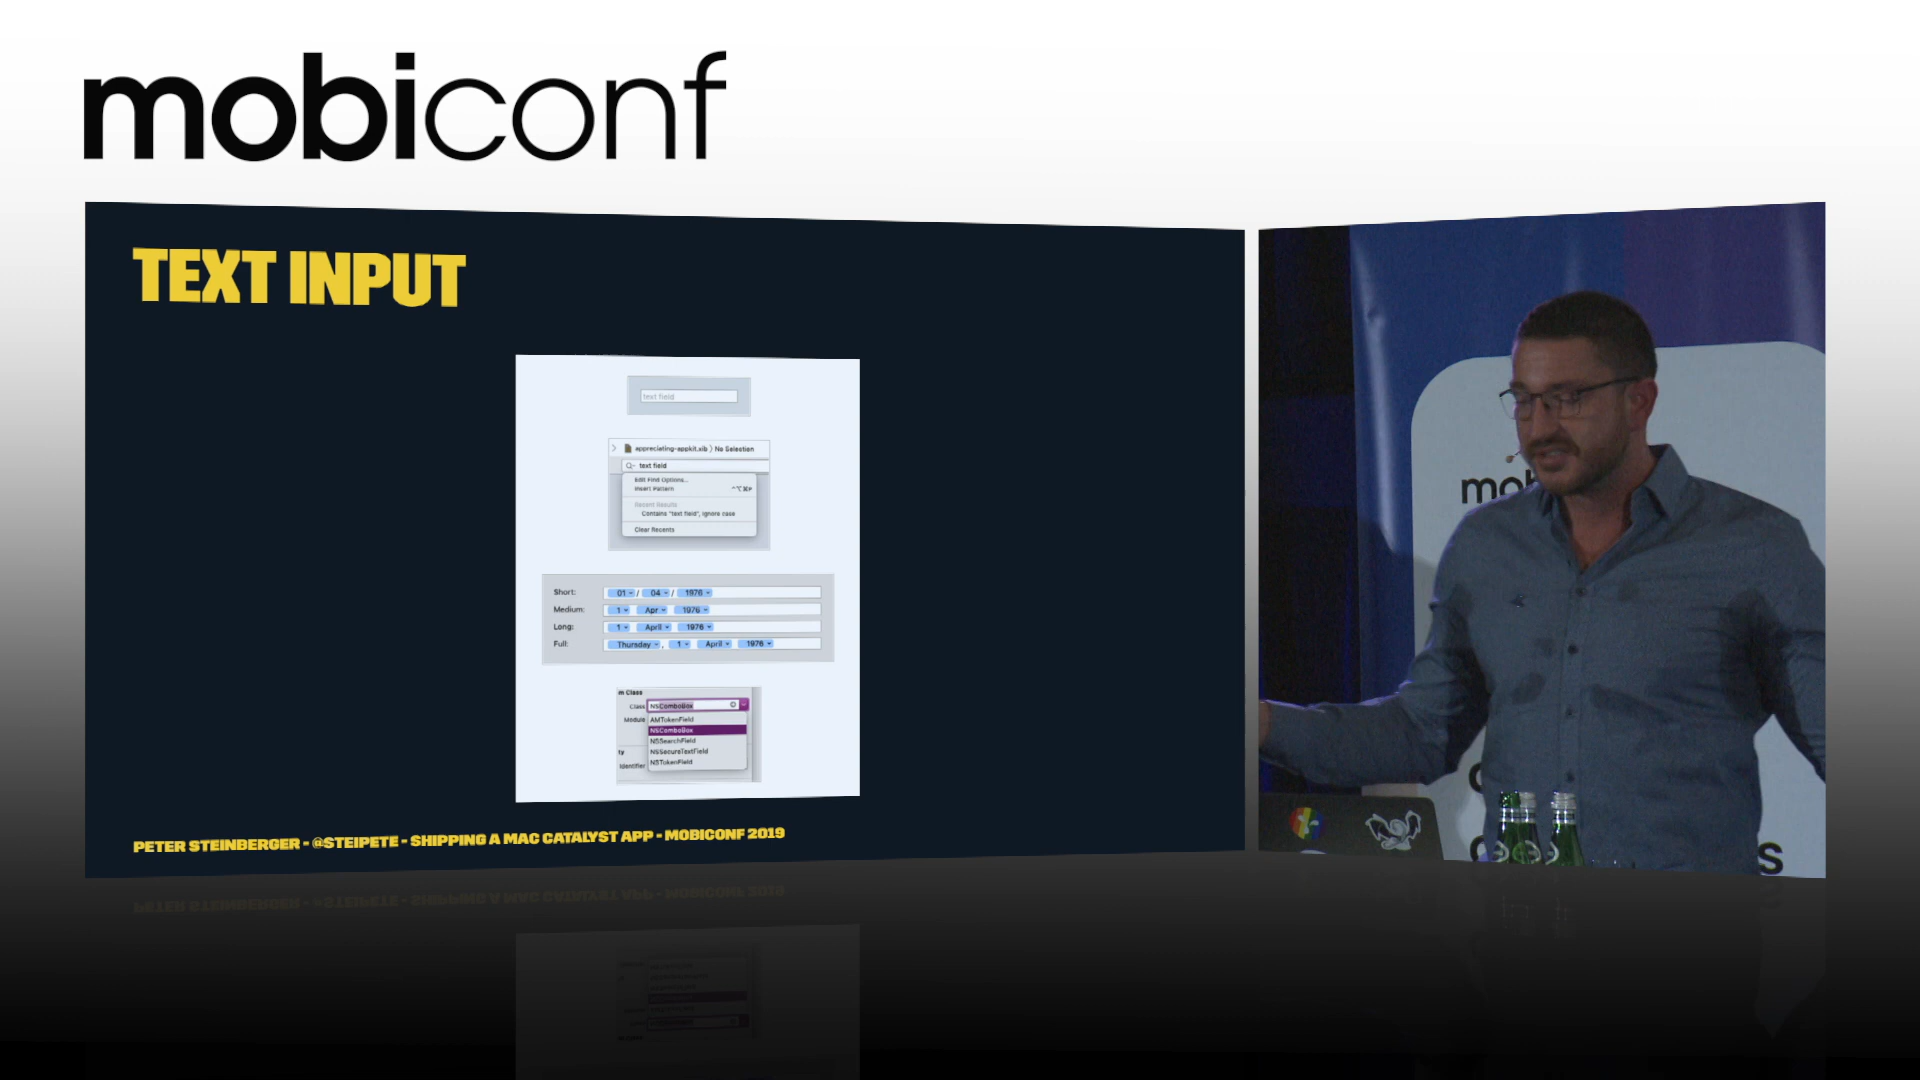 mobiconf
TEXT INPUT
text field
appreciating-appkit.xib 〉 No Selection
text field
Edit Find Options...
Insert Pattern ^⌥⌘P
Recent Results
Contains "text field", ignore case
Clear Recents
Short: 01 / 04 / 1976
Medium: 1 Apr 1976
Long: 1 April 1976
Full: Thursday, 1 April 1976
m Class
Class NSComboBox
Module AMTokenField
NSComboBox
NSSearchField
ty NSSecureTextField
Identifier NSTokenField
PETER STEINBERGER - @STEIPETE - SHIPPING A MAC CATALYST APP - MOBICONF 2019
mob
s